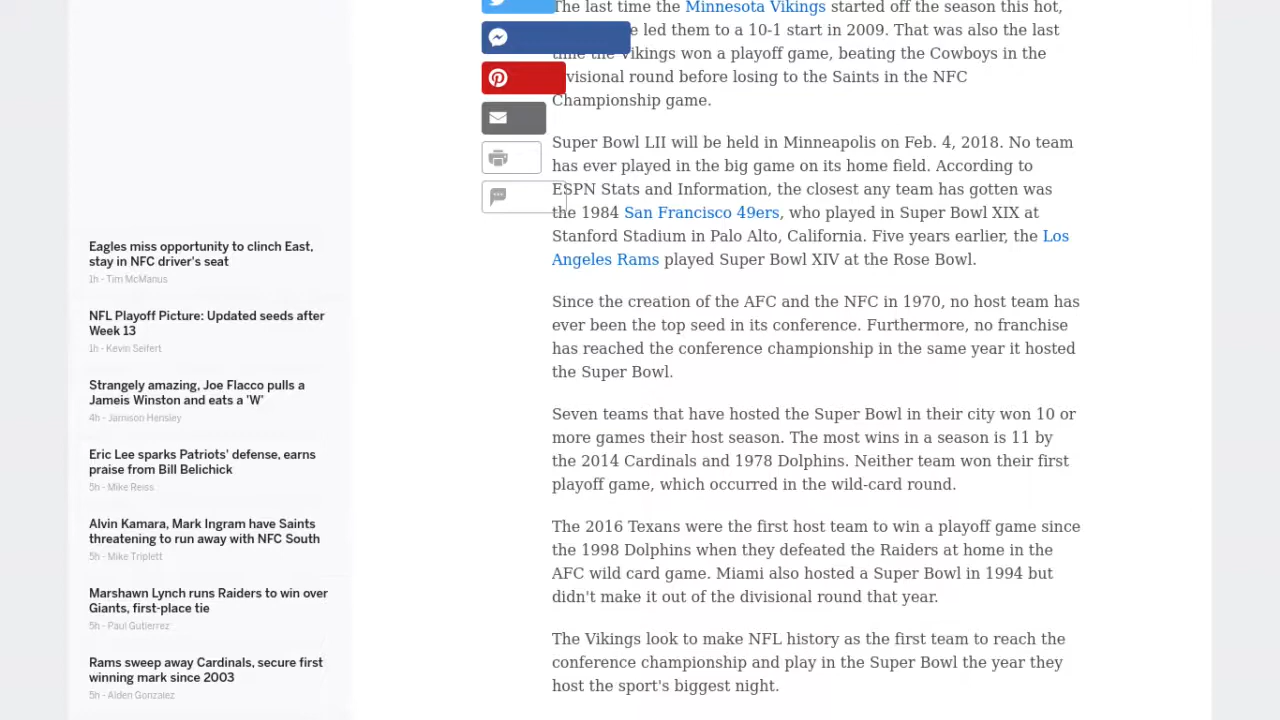 Eagles miss opportunity to clinch East,
stay in NFC driver's seat
1h - Tim McManus
NFL Playoff Picture: Updated seeds after
Week 13
1h - Kevin Seifert
Strangely amazing, Joe Flacco pulls a
Jameis Winston and eats a 'W'
4h - Jamison Hensley
Eric Lee sparks Patriots' defense, earns
praise from Bill Belichick
5h - Mike Reiss
Alvin Kamara, Mark Ingram have Saints
threatening to run away with NFC South
5h - Mike Triplett
Marshawn Lynch runs Raiders to win over
Giants, first-place tie
5h - Paul Gutierrez
Rams sweep away Cardinals, secure first
winning mark since 2003
5h - Alden Gonzalez
The last time the Minnesota Vikings started off the season this hot,
led them to a 10-1 start in 2009. That was also the last
time the Vikings won a playoff game, beating the Cowboys in the
divisional round before losing to the Saints in the NFC
Championship game.
Super Bowl LII will be held in Minneapolis on Feb. 4, 2018. No team
has ever played in the big game on its home field. According to
ESPN Stats and Information, the closest any team has gotten was
the 1984 San Francisco 49ers, who played in Super Bowl XIX at
Stanford Stadium in Palo Alto, California. Five years earlier, the Los
Angeles Rams played Super Bowl XIV at the Rose Bowl.
Since the creation of the AFC and the NFC in 1970, no host team has
ever been the top seed in its conference. Furthermore, no franchise
has reached the conference championship in the same year it hosted
the Super Bowl.
Seven teams that have hosted the Super Bowl in their city won 10 or
more games their host season. The most wins in a season is 11 by
the 2014 Cardinals and 1978 Dolphins. Neither team won their first
playoff game, which occurred in the wild-card round.
The 2016 Texans were the first host team to win a playoff game since
the 1998 Dolphins when they defeated the Raiders at home in the
AFC wild card game. Miami also hosted a Super Bowl in 1994 but
didn't make it out of the divisional round that year.
The Vikings look to make NFL history as the first team to reach the
conference championship and play in the Super Bowl the year they
host the sport's biggest night.